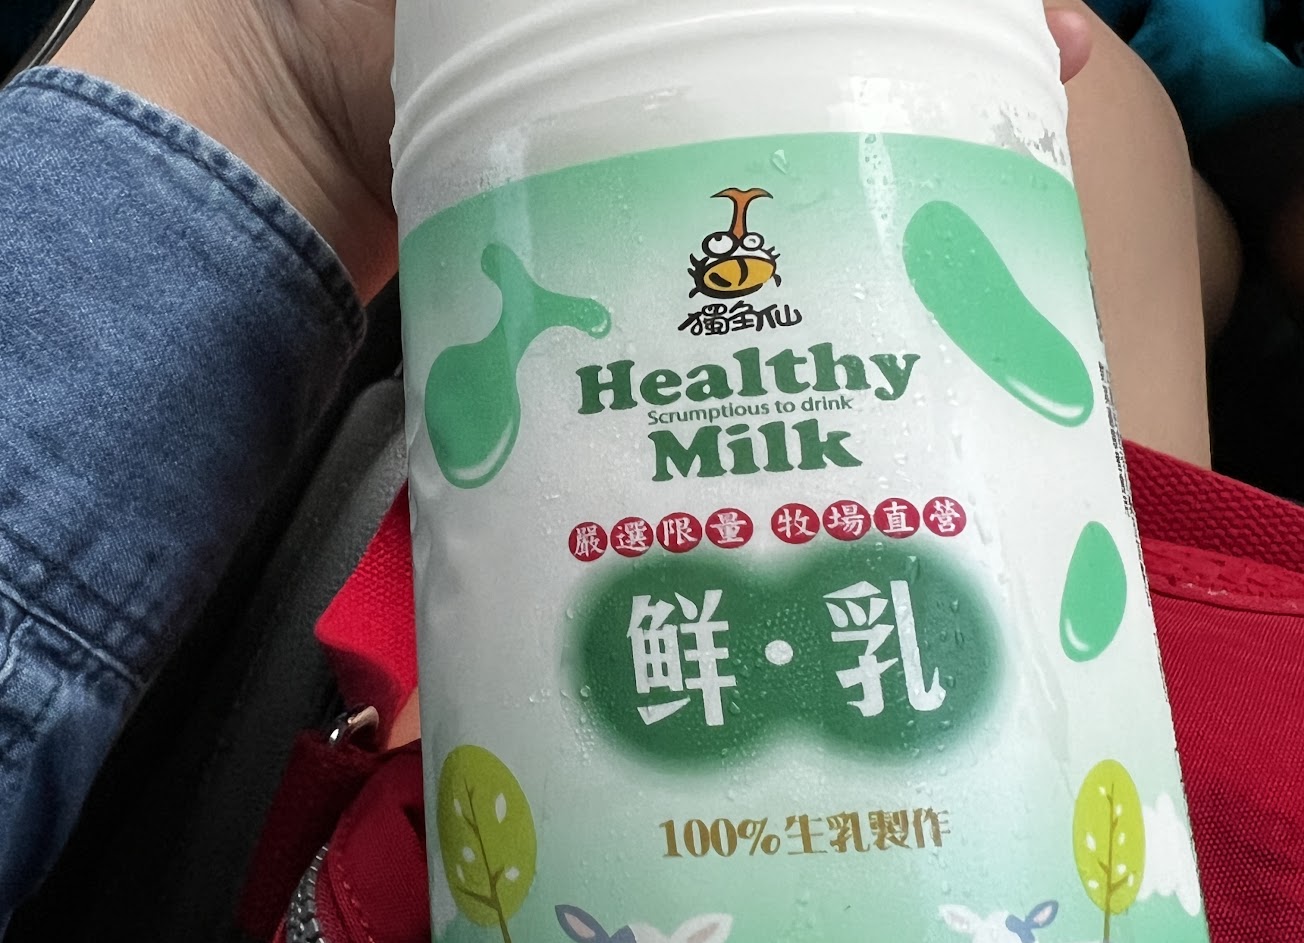 獨角仙
Healthy
Scrumptious to drink
Milk
嚴選限量 牧場直營
鮮・乳
100%生乳製作